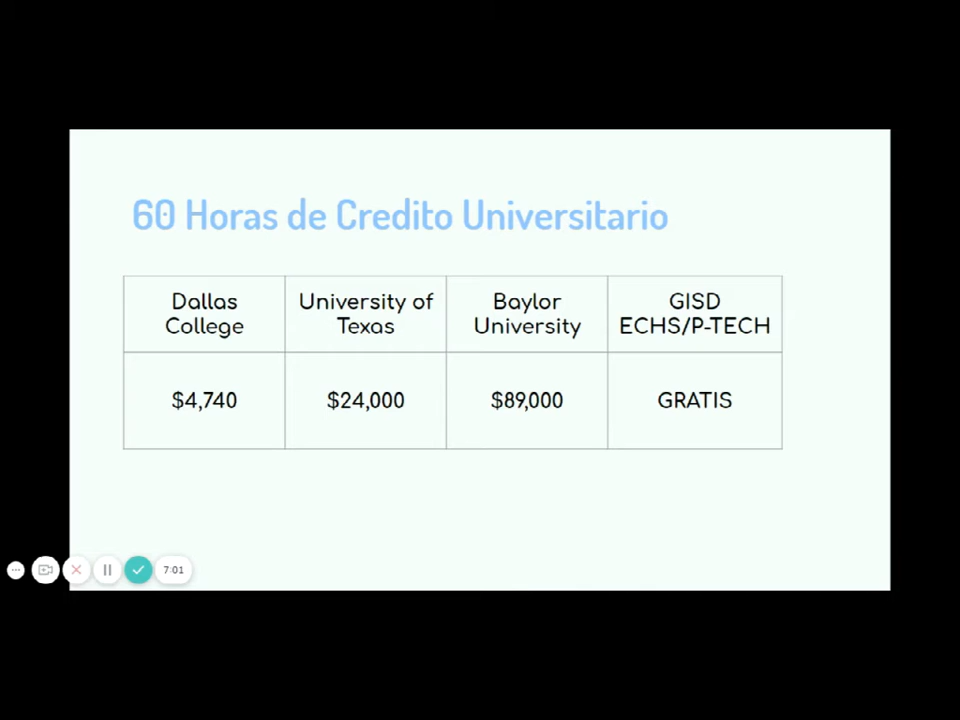 60 Horas de Credito Universitario
Dallas
College
University of
Texas
Baylor
University
GISD
ECHS/P-TECH
$4,740
$24,000
$89,000
GRATIS
7:01